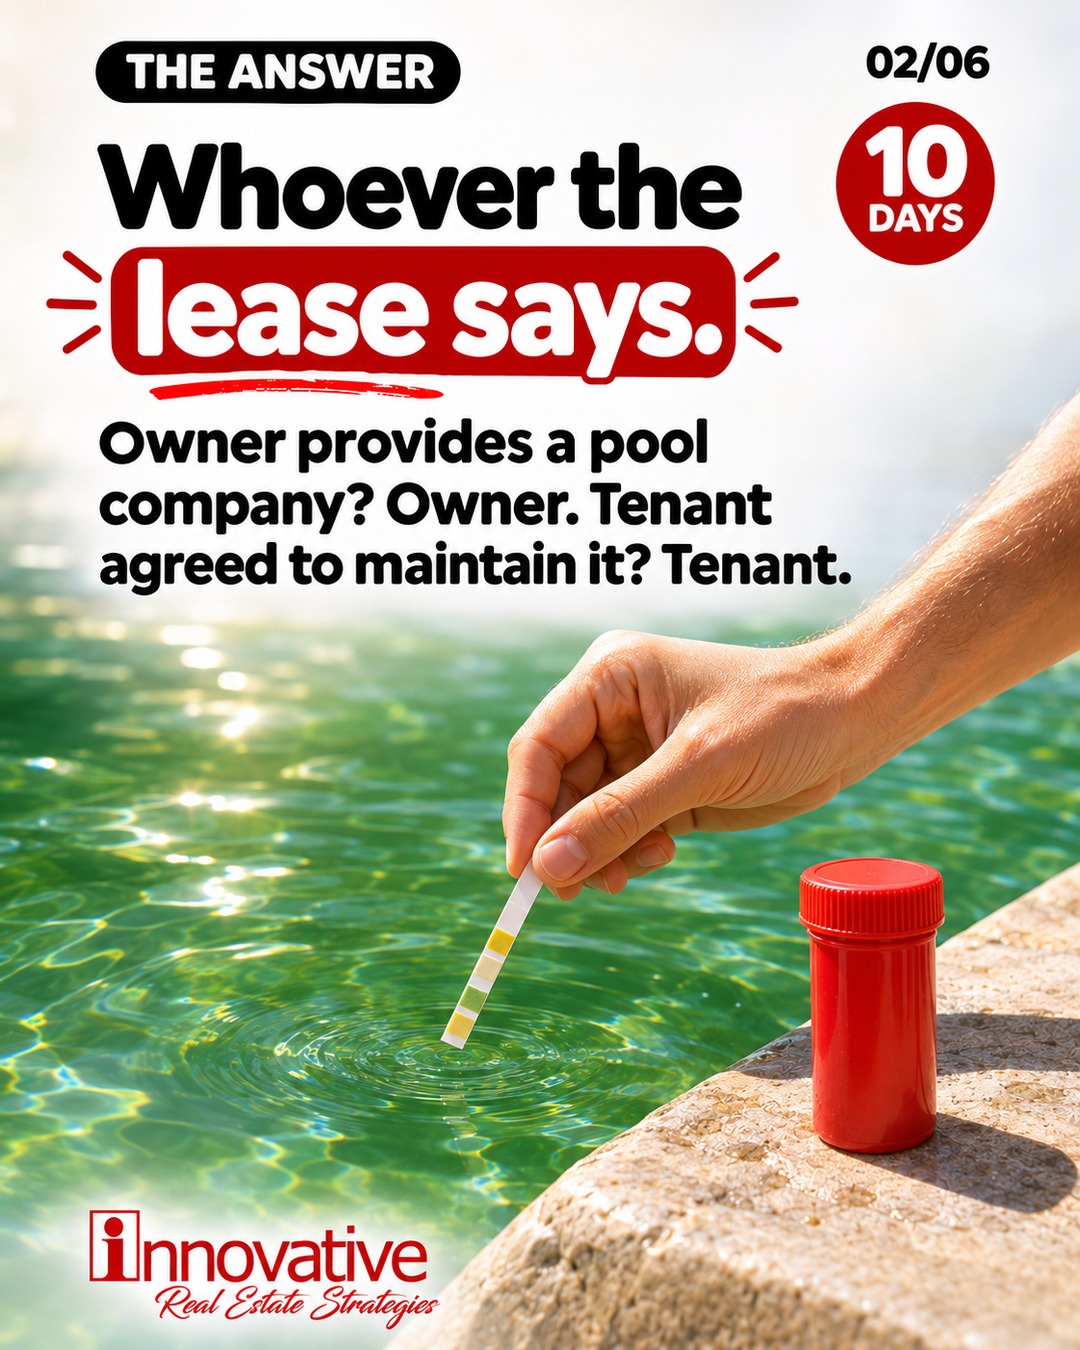 THE ANSWER
02/06
10
DAYS
Whoever the
lease says.
Owner provides a pool
company? Owner. Tenant
agreed to maintain it? Tenant.
innovative
Real Estate Strategies